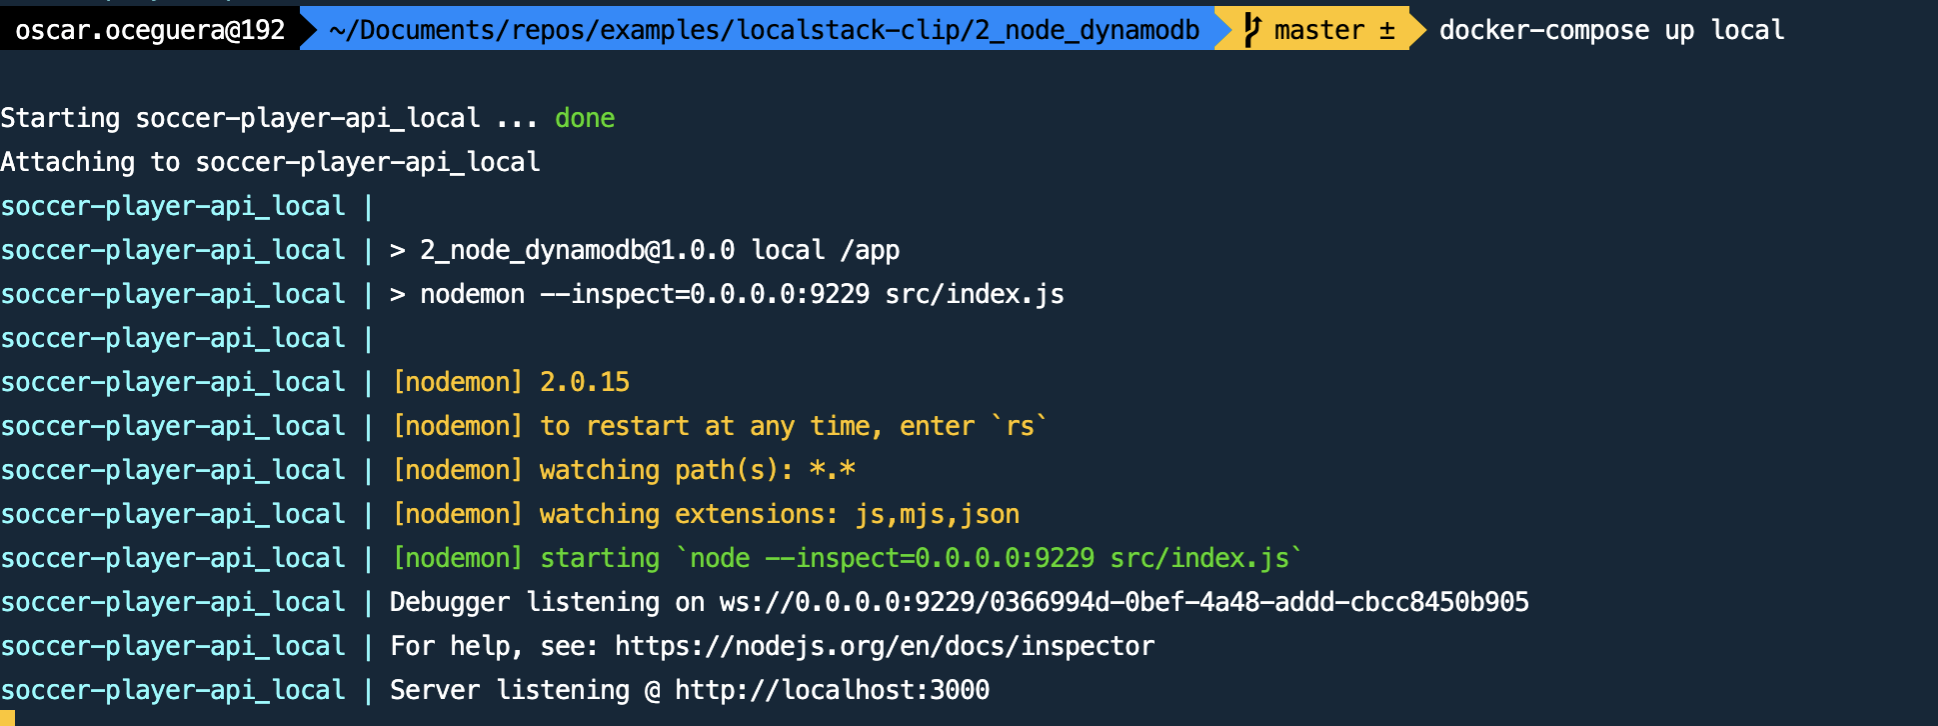 oscar.oceguera@192 ~/Documents/repos/examples/localstack-clip/2_node_dynamodb master ± docker-compose up local
Starting soccer-player-api_local ... done
Attaching to soccer-player-api_local
soccer-player-api_local |
soccer-player-api_local | > 2_node_dynamodb@1.0.0 local /app
soccer-player-api_local | > nodemon --inspect=0.0.0.0:9229 src/index.js
soccer-player-api_local |
soccer-player-api_local | [nodemon] 2.0.15
soccer-player-api_local | [nodemon] to restart at any time, enter `rs`
soccer-player-api_local | [nodemon] watching path(s): *.*
soccer-player-api_local | [nodemon] watching extensions: js,mjs,json
soccer-player-api_local | [nodemon] starting `node --inspect=0.0.0.0:9229 src/index.js`
soccer-player-api_local | Debugger listening on ws://0.0.0.0:9229/0366994d-0bef-4a48-addd-cbcc8450b905
soccer-player-api_local | For help, see: https://nodejs.org/en/docs/inspector
soccer-player-api_local | Server listening @ http://localhost:3000